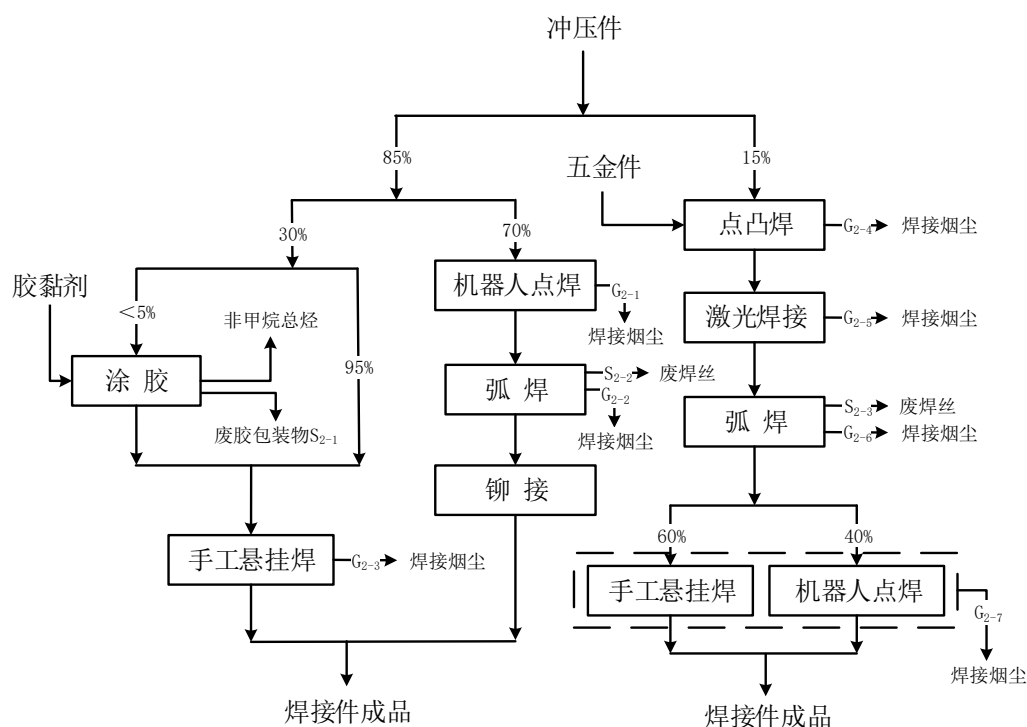 冲压件
85%
15%
五金件
30%
70%
点凸焊
G2-4
焊接烟尘
胶黏剂
<5%
非甲烷总烃
95%
机器人点焊
G2-1
焊接烟尘
激光焊接
G2-5
焊接烟尘
涂 胶
废胶包装物S2-1
弧 焊
S2-2
废焊丝
G2-2
焊接烟尘
弧 焊
S2-3
废焊丝
G2-6
焊接烟尘
铆 接
手工悬挂焊
G2-3
焊接烟尘
60%
40%
手工悬挂焊
机器人点焊
G2-7
焊接烟尘
焊接件成品
焊接件成品